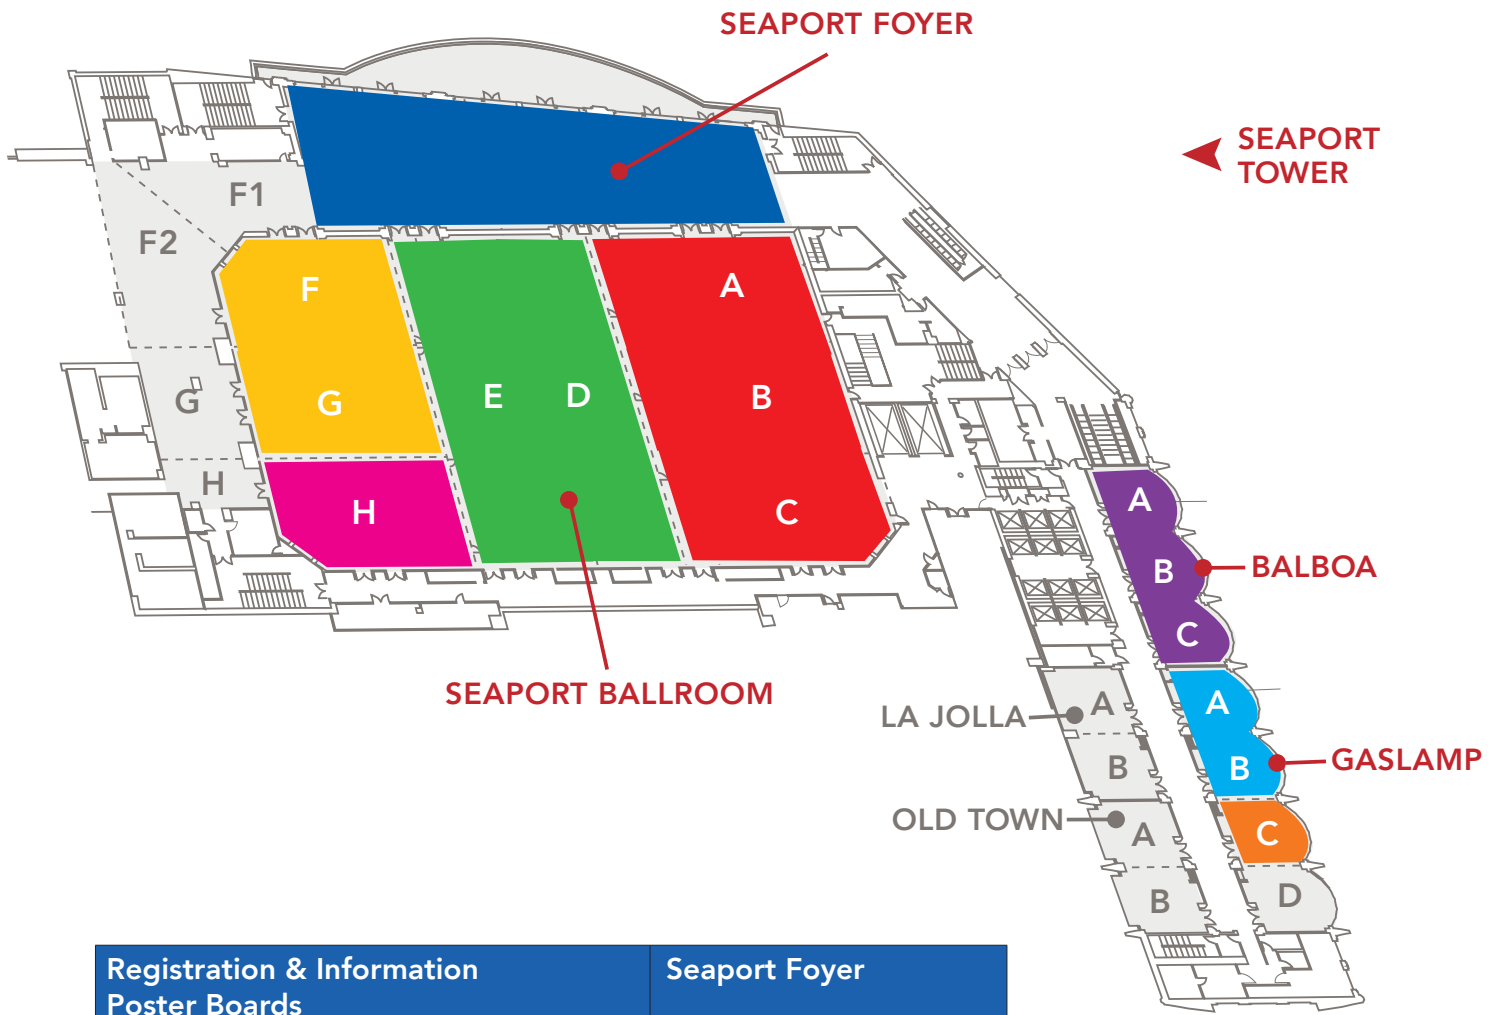 SEAPORT FOYER
SEAPORT
TOWER
F1
F2
F
A
G
G
E
D
B
H
H
C
A
B
BALBOA
C
SEAPORT BALLROOM
LA JOLLA
A
A
B
B
GASLAMP
OLD TOWN
A
C
B
D
Registration & Information
Poster Boards
Seaport Foyer